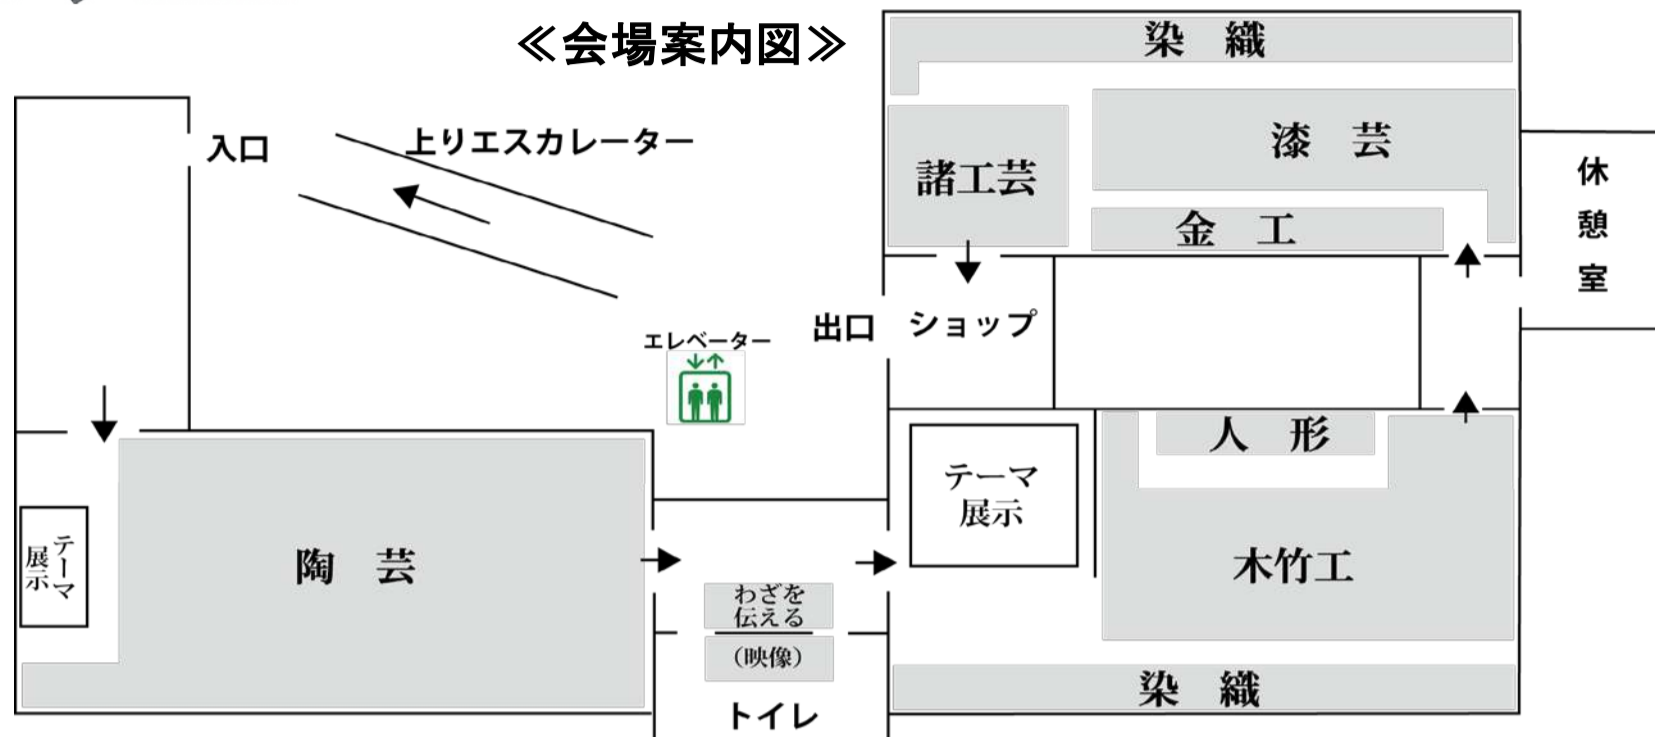 ≪会場案内図≫
染 織
入口
上りエスカレーター
漆 芸
諸工芸
休
憩
室
金 工
エレベーター
出口
ショップ
人 形
テーマ
展示
陶 芸
テーマ
展示
木竹工
わざを
伝える
(映像)
染 織
トイレ